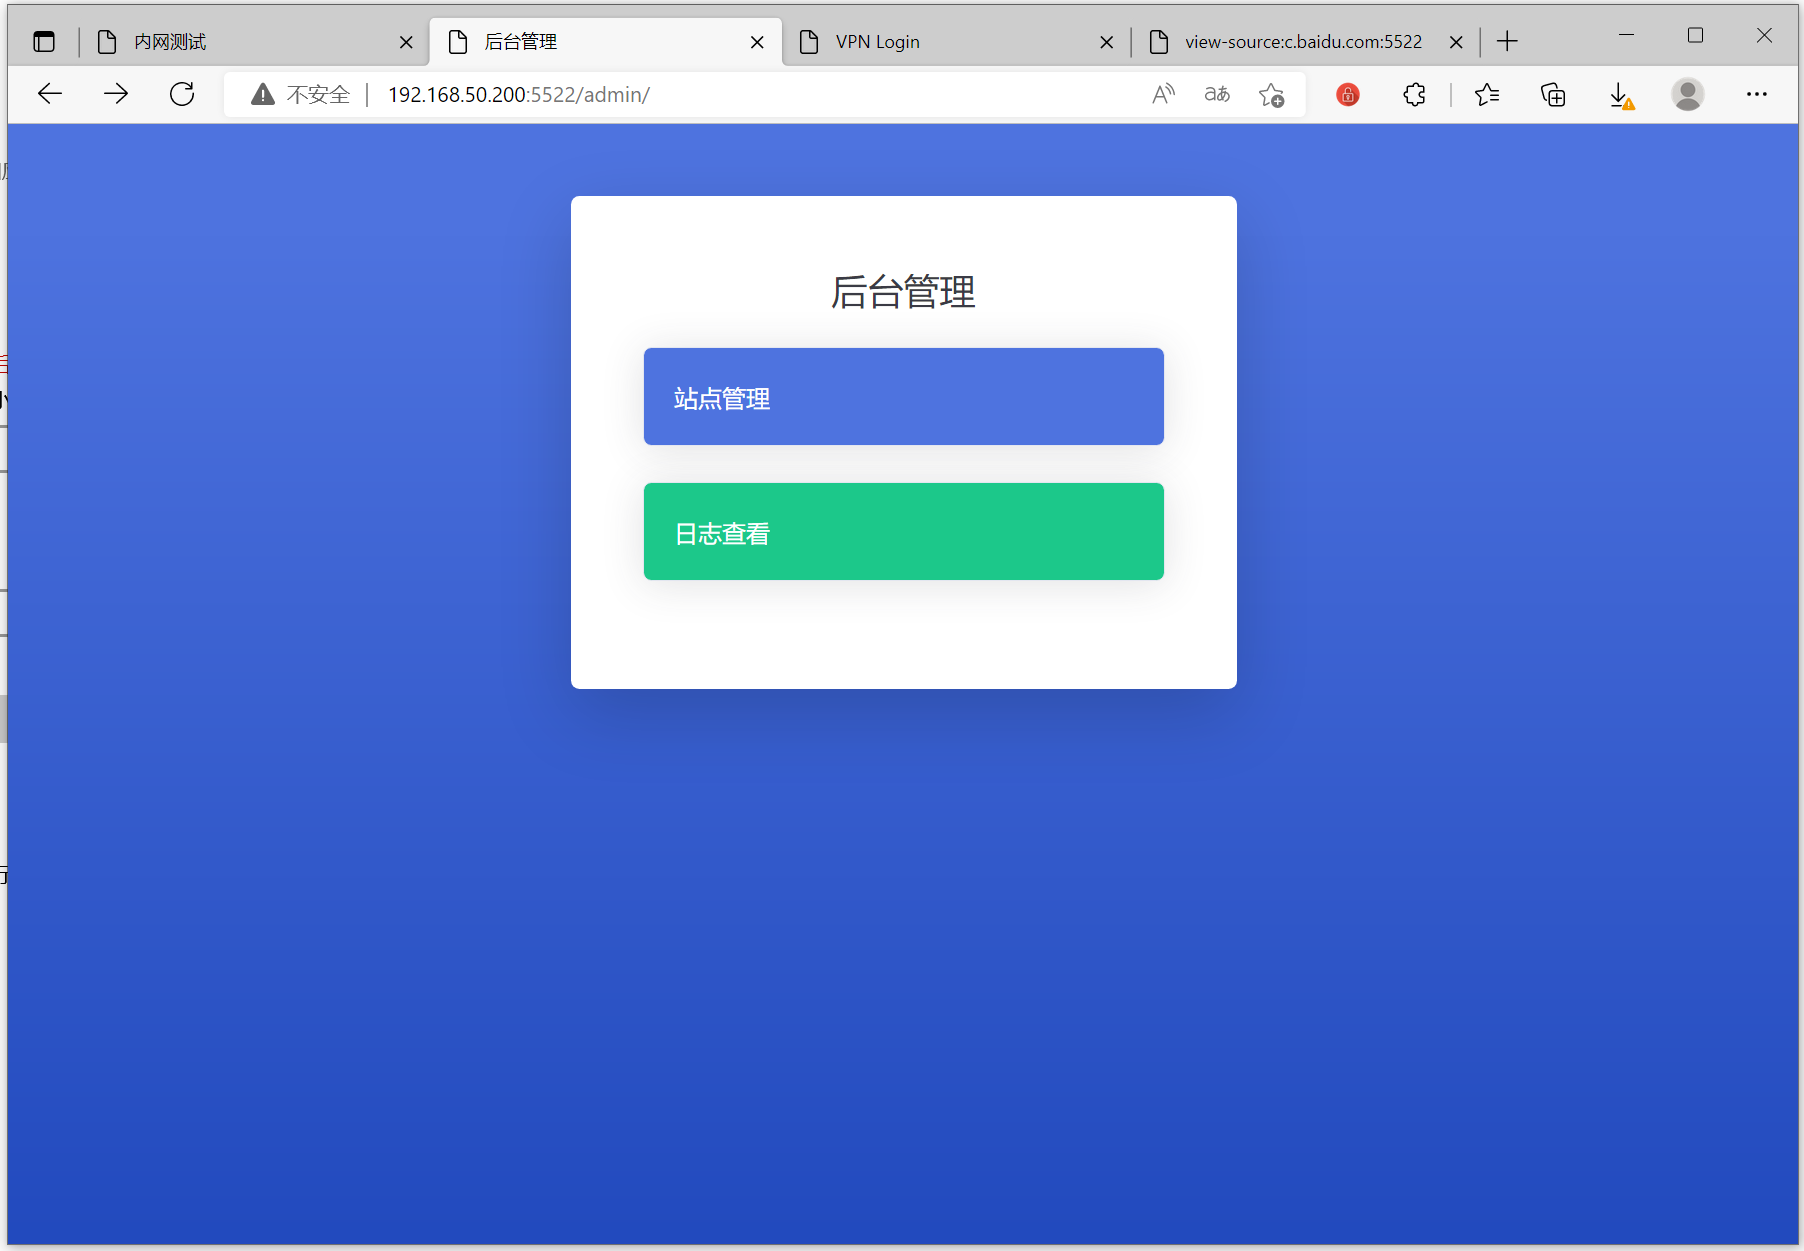 内网测试
后台管理
VPN Login
view-source:c.baidu.com:5522
不安全
192.168.50.200:5522/admin/
后台管理
站点管理
日志查看